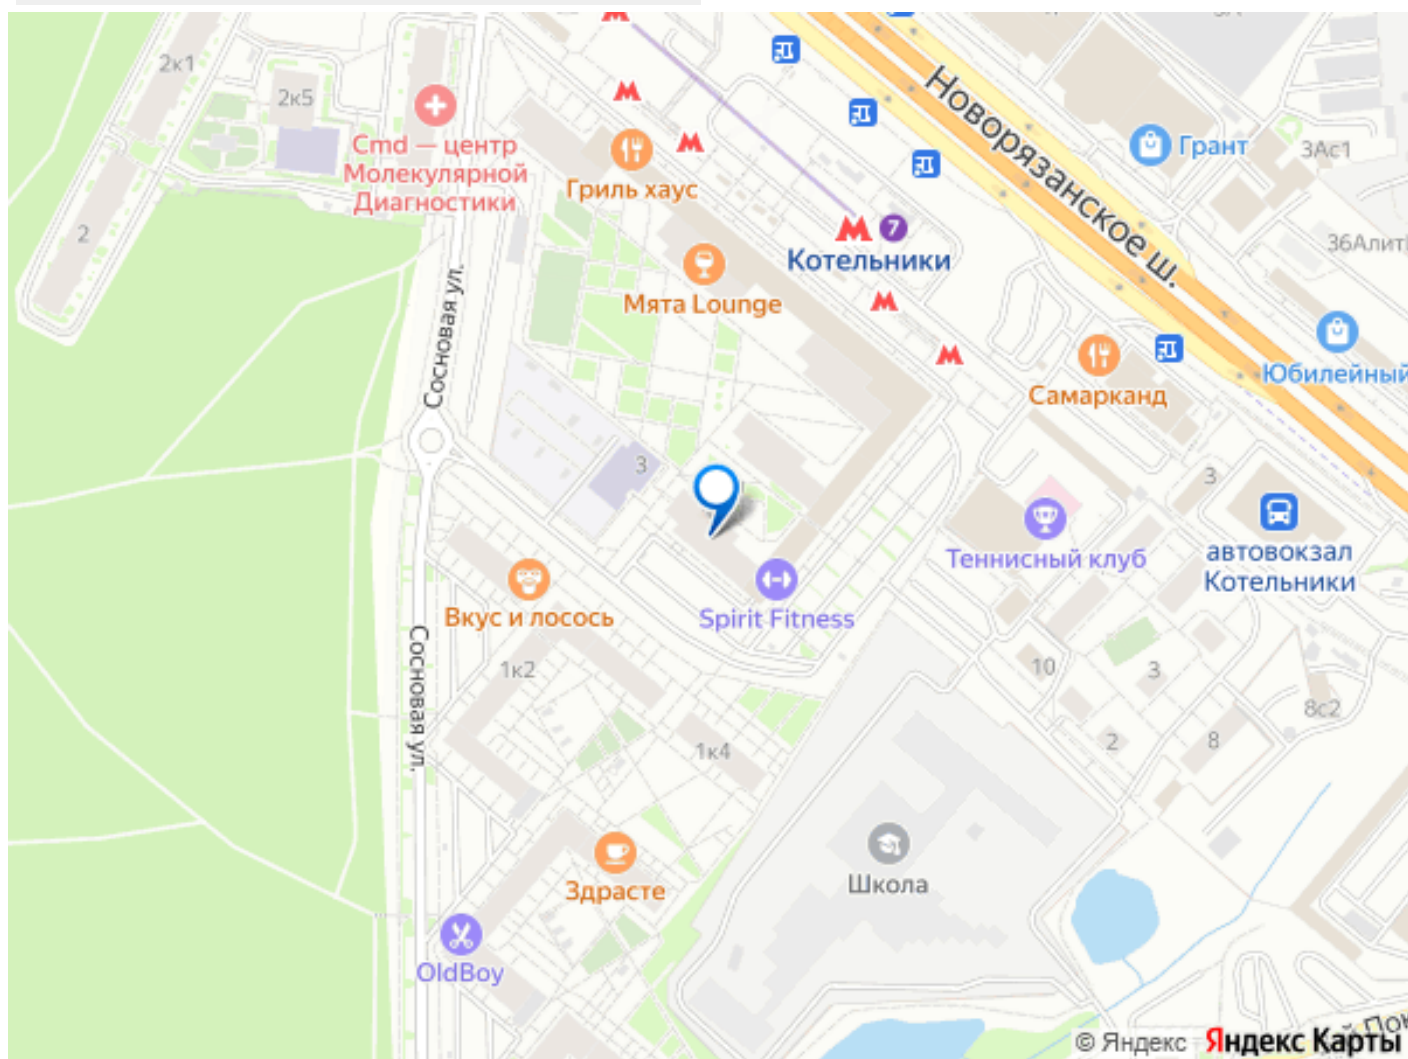 2к1
2к5
Cmd — центр
Молекулярной
Диагностики
2
Гриль хаус
Мята Lounge
7
Котельники
Новорязанское ш.
Грант
3Ас1
Юбилейный
Самарканд
Сосновая ул.
3
3
Теннисный клуб
автовокзал
Котельники
Вкус и лосось
Spirit Fitness
Сосновая ул.
1к2
1к4
10
3
2
8
8с2
Школа
Здрасте
OldBoy
© Яндекс Яндекс Карты